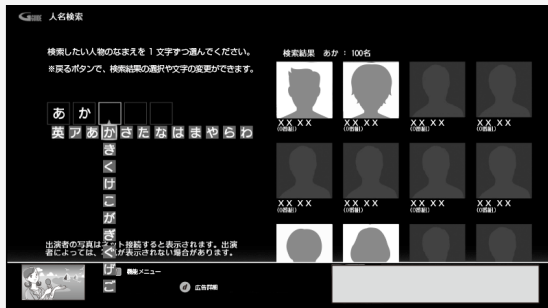 G GUIDE 人名検索
検索したい人物のなまえを1文字ずつ選んでください。
※戻るボタンで、検索結果の選択や文字の変更ができます。
検索結果 あか : 100名
あ か
英 ア あ か さ た な は ま や ら わ
き
く
け
こ
が
ぎ
ぐ
げ
ご
XX XX
XX XX
XX XX
XX XX
XX XX
XX XX
XX XX
XX XX
出演者の写真はネット接続すると表示されます。出演
者によっては、が表示されない場合があります。
機能メニュー
d 広告詳細